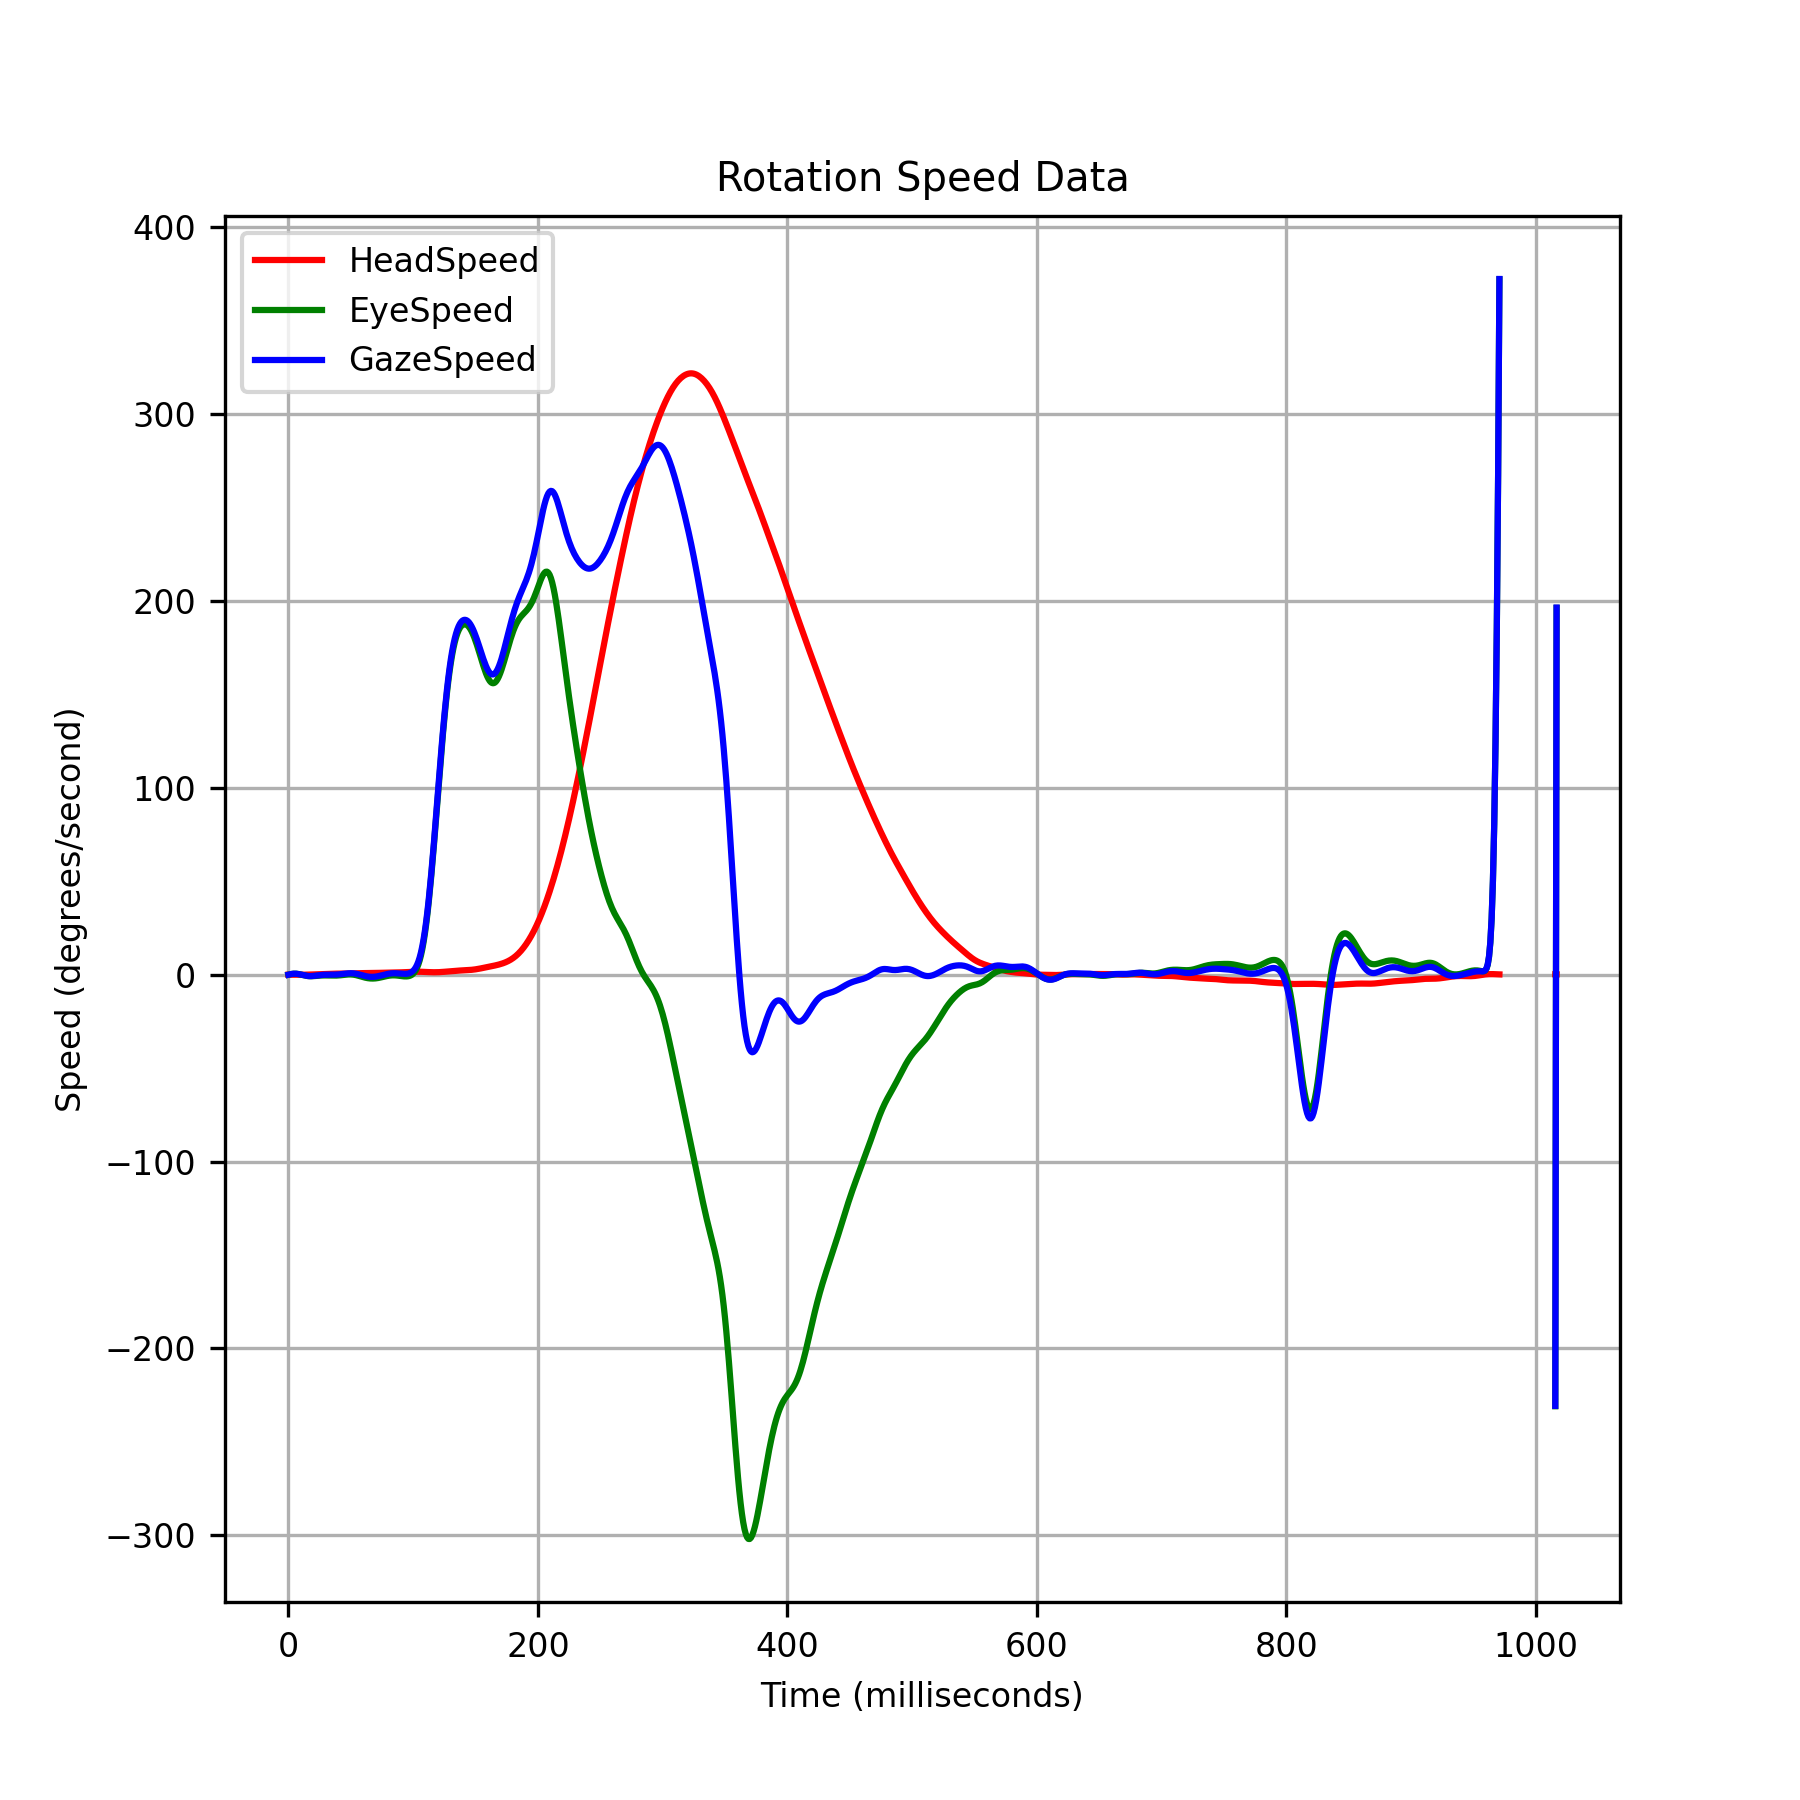 Rotation Speed Data
400
300
200
100
0
−100
−200
−300
Speed (degrees/second)
HeadSpeed
EyeSpeed
GazeSpeed
0 200 400 600 800 1000
Time (milliseconds)